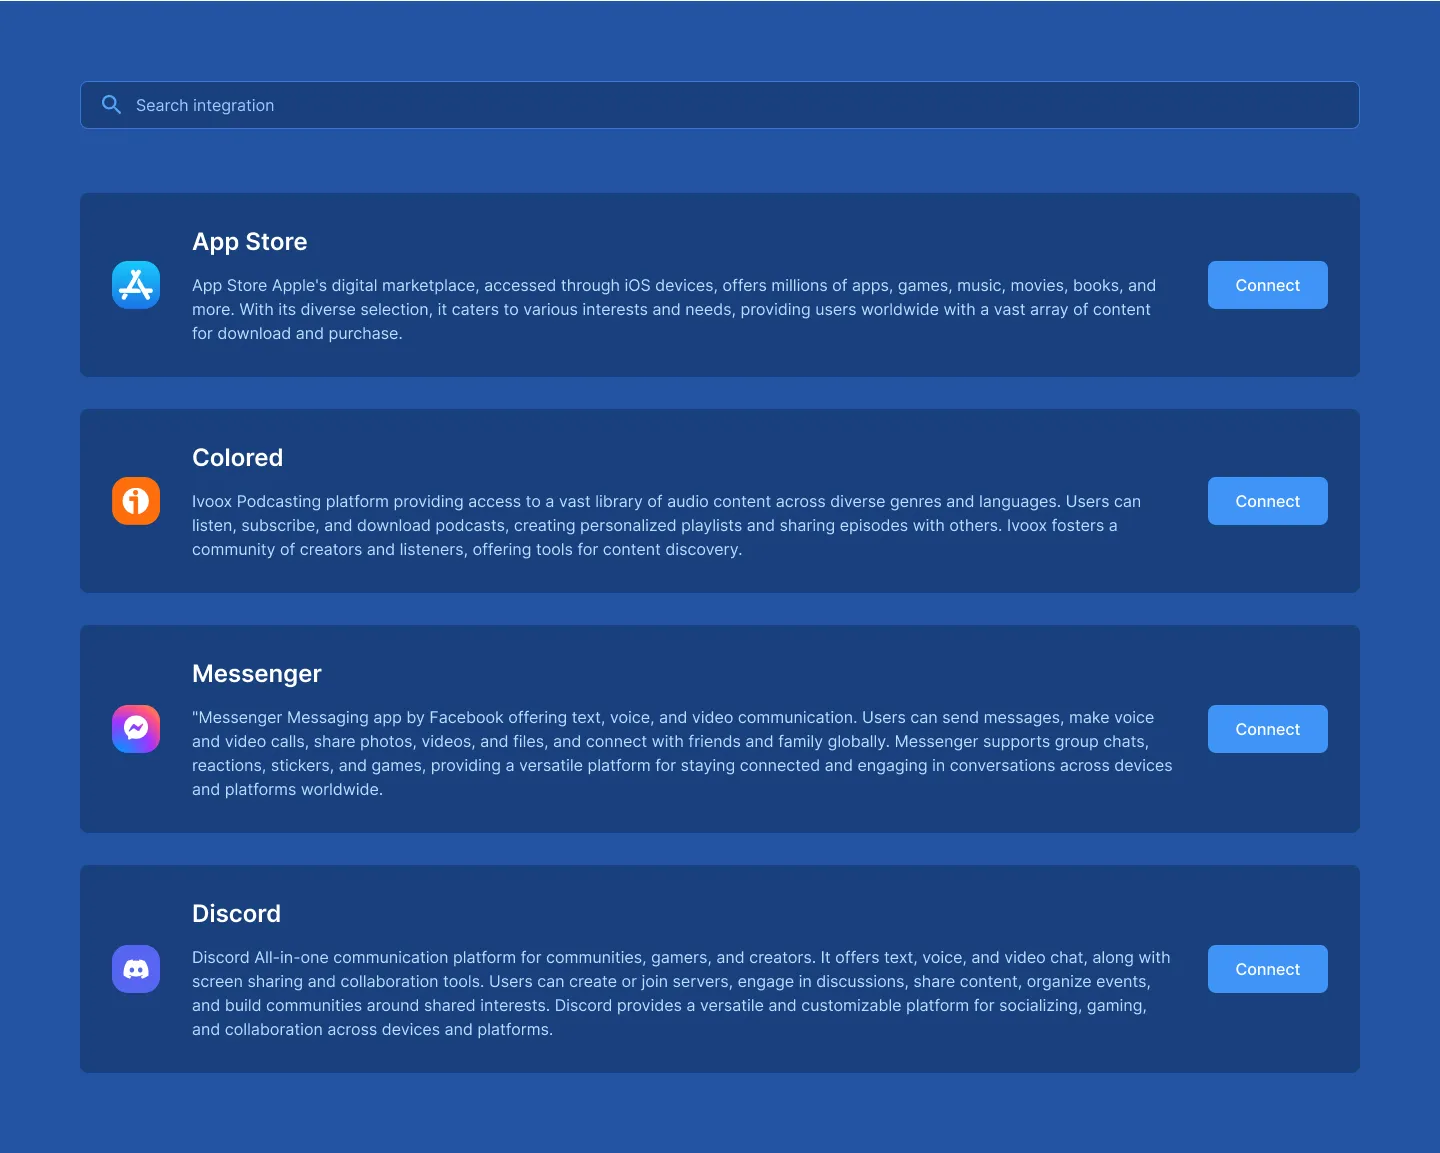 Search integration
App Store
App Store Apple's digital marketplace, accessed through iOS devices, offers millions of apps, games, music, movies, books, and
more. With its diverse selection, it caters to various interests and needs, providing users worldwide with a vast array of content
for download and purchase.
Connect
Colored
Ivoox Podcasting platform providing access to a vast library of audio content across diverse genres and languages. Users can
listen, subscribe, and download podcasts, creating personalized playlists and sharing episodes with others. Ivoox fosters a
community of creators and listeners, offering tools for content discovery.
Connect
Messenger
"Messenger Messaging app by Facebook offering text, voice, and video communication. Users can send messages, make voice
and video calls, share photos, videos, and files, and connect with friends and family globally. Messenger supports group chats,
reactions, stickers, and games, providing a versatile platform for staying connected and engaging in conversations across devices
and platforms worldwide.
Connect
Discord
Discord All-in-one communication platform for communities, gamers, and creators. It offers text, voice, and video chat, along with
screen sharing and collaboration tools. Users can create or join servers, engage in discussions, share content, organize events,
and build communities around shared interests. Discord provides a versatile and customizable platform for socializing, gaming,
and collaboration across devices and platforms.
Connect